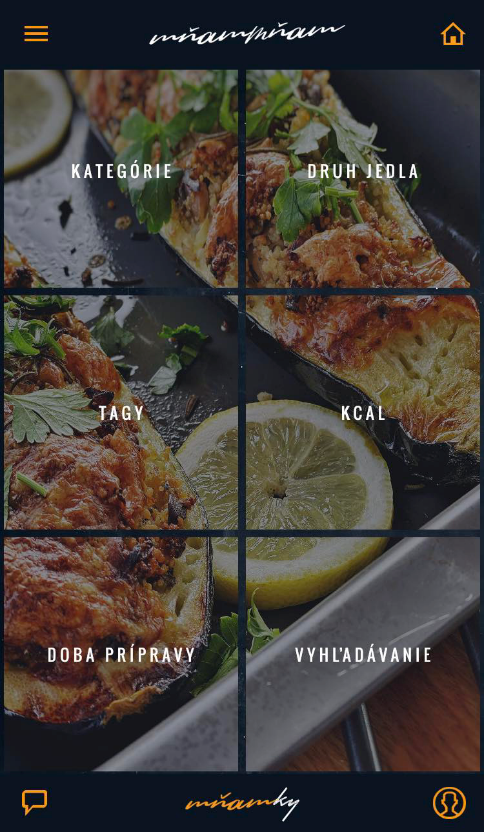 mňamňam
KATEGÓRIE
DRUH JEDLA
TAGY
KCAL
DOBA PRÍPRAVY
VYHĽADÁVANIE
mňamky